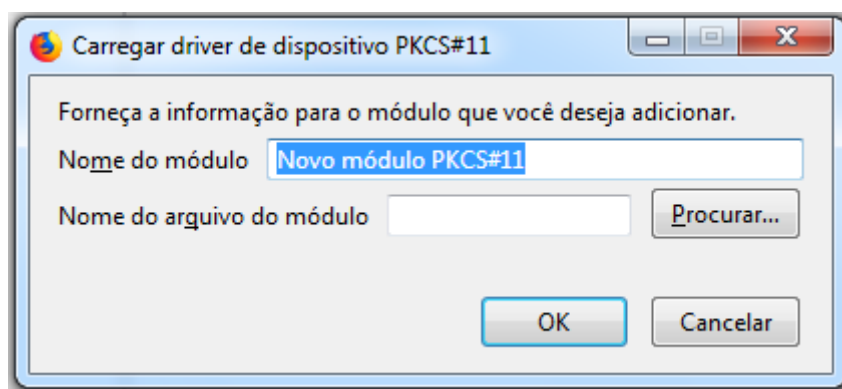 Carregar driver de dispositivo PKCS#11
Forneça a informação para o módulo que você deseja adicionar.
Nome do módulo Novo módulo PKCS#11
Nome do arquivo do módulo Procurar...
OK Cancelar